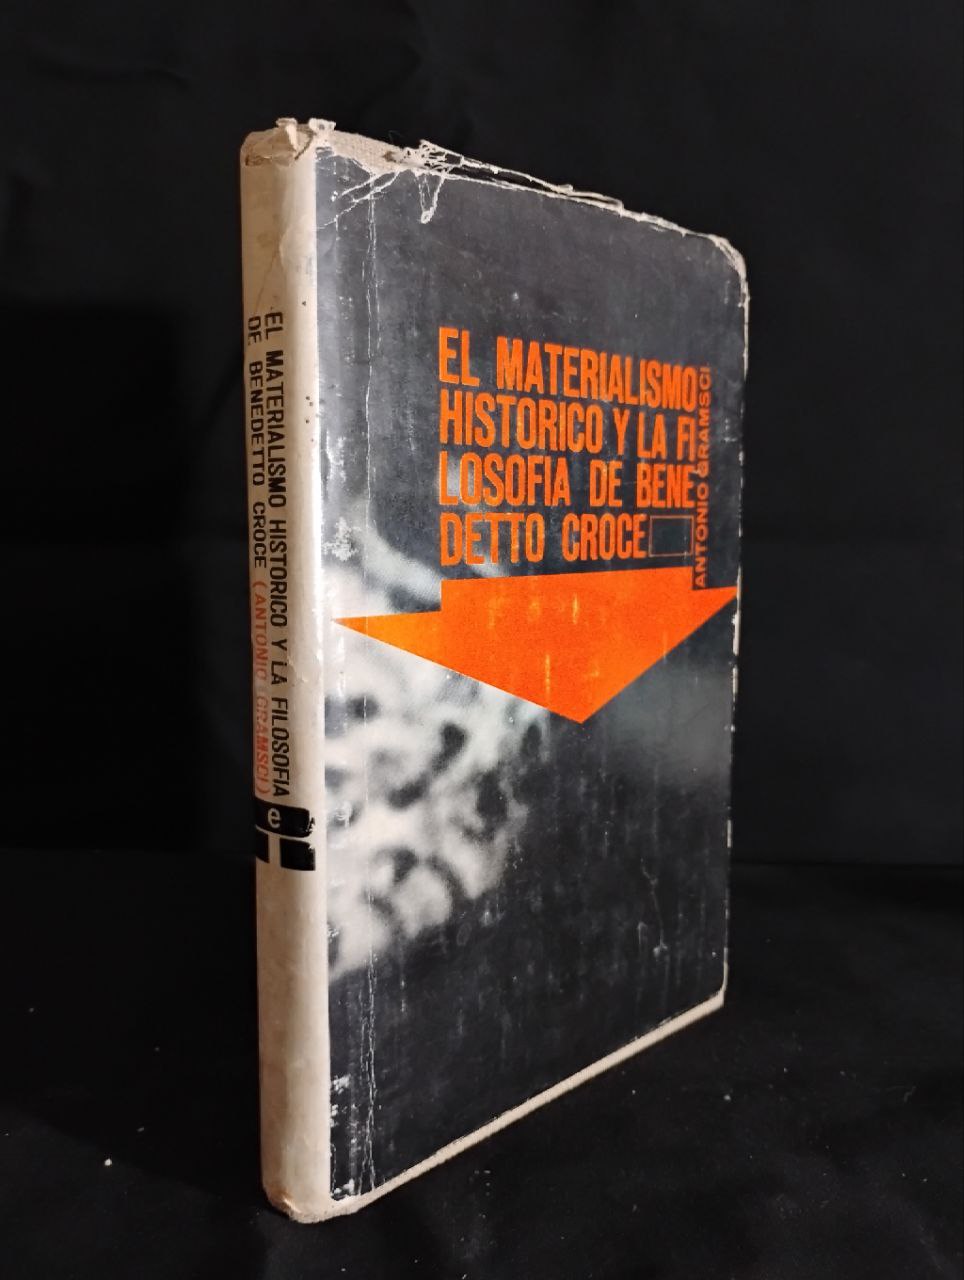 EL MATERIALISMO
HISTORICO Y LA FI
LOSOFIA DE BENE
DETTO CROCE
ANTONIO GRAMSCI
EL MATERIALISMO HISTORICO Y LA FILOSOFIA
DE BENEDETTO CROCE (ANTONIO GRAMSCI)
e